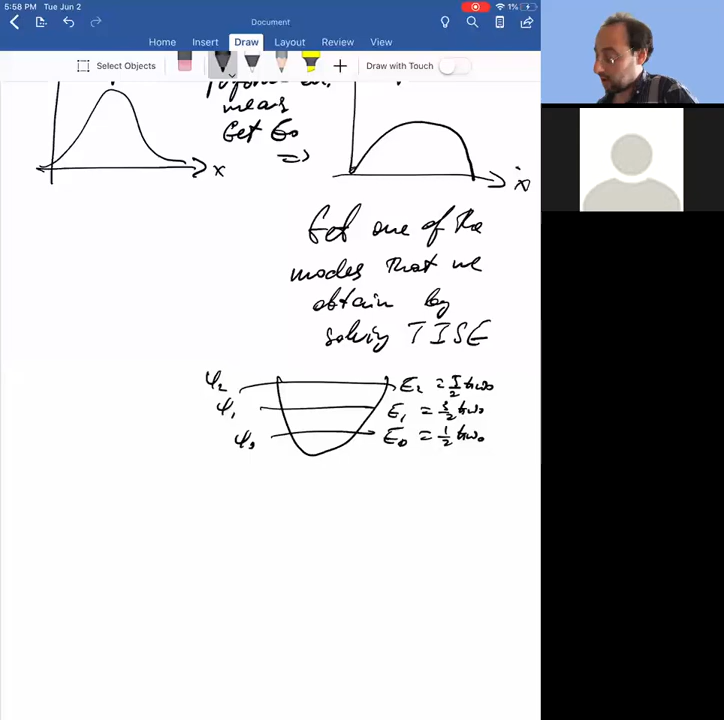 5:58 PM Tue Jun 2
1%
Document
Home Insert Draw Layout Review View
Select Objects
Draw with Touch
means
Get E₀
=>
x
x
Get one of the
modes that we
obtain by
solving TISE
ψ₂ E₂ = 5/2 ħω₀
ψ₁ E₁ = 3/2 ħω₀
ψ₀ E₀ = 1/2 ħω₀